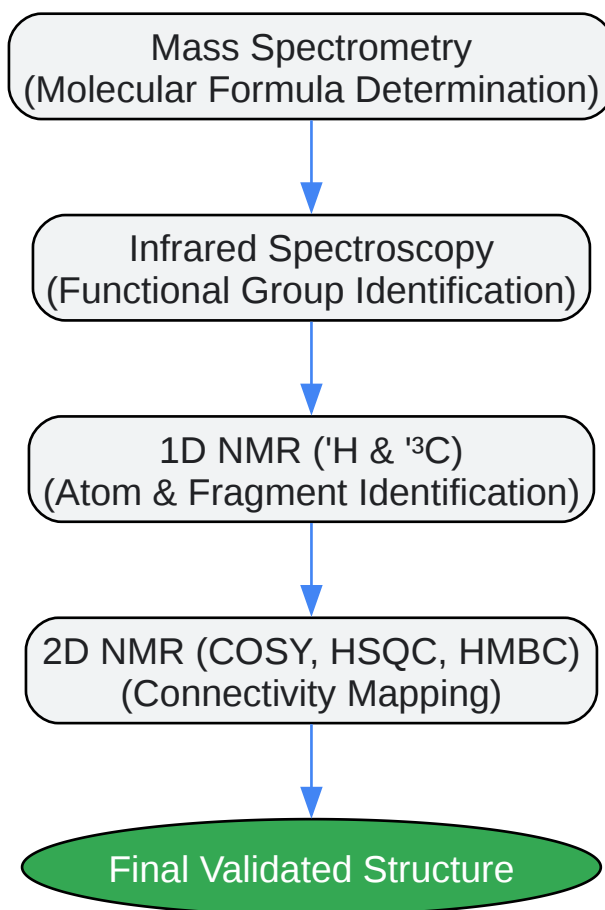 Mass Spectrometry
(Molecular Formula Determination)
Infrared Spectroscopy
(Functional Group Identification)
1D NMR ('H & '³C)
(Atom & Fragment Identification)
2D NMR (COSY, HSQC, HMBC)
(Connectivity Mapping)
Final Validated Structure